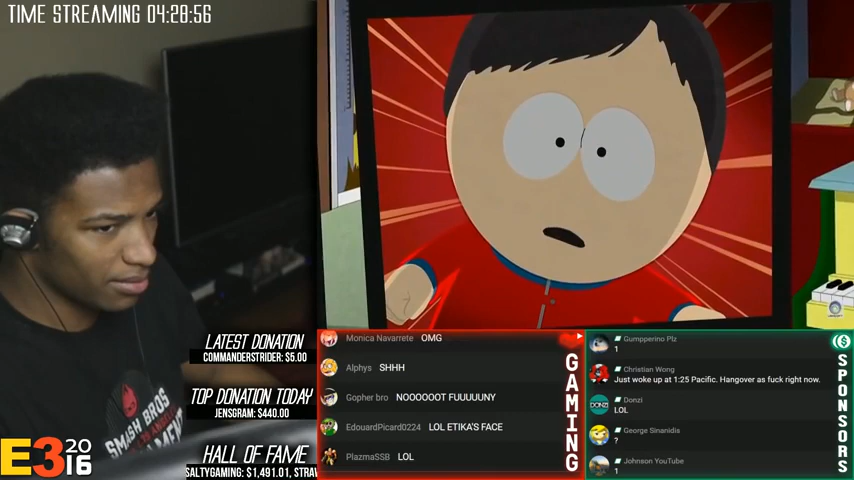 TIME STREAMING 04:28:56
SMASH BROS
LATEST DONATION
COMMANDERSTRIDER: $5.00
TOP DONATION TODAY
JENSGRAM: $440.00
HALL OF FAME
SALTYGAMING: $1,491.01, STRAW
E3 2016
Monica Navarrete OMG
Alphys SHHH
Gopher bro NOOOOOOT FUUUUUNY
EdouardPicard0224 LOL ETIKA'S FACE
PlazmaSSB LOL
GAMING
Gumpperino Plz
1
Christian Wong
Just woke up at 1:25 Pacific. Hangover as fuck right now.
DONZI
Donzi
LOL
George Sinanidis
?
Johnson YouTube
1
SPONSORS